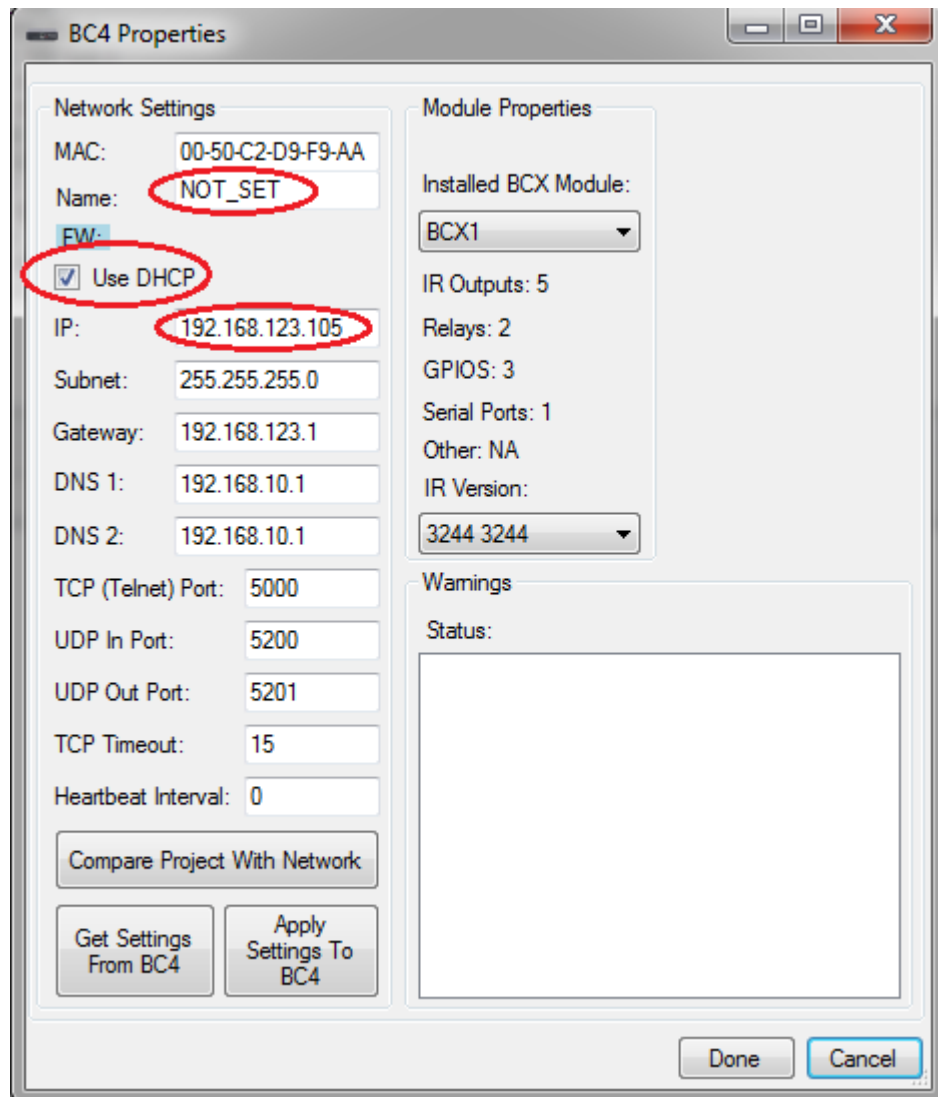 BC4 Properties
Network Settings
MAC: 00-50-C2-D9-F9-AA
Name: NOT_SET
FW:
Use DHCP
IP: 192.168.123.105
Subnet: 255.255.255.0
Gateway: 192.168.123.1
DNS 1: 192.168.10.1
DNS 2: 192.168.10.1
TCP (Telnet) Port: 5000
UDP In Port: 5200
UDP Out Port: 5201
TCP Timeout: 15
Heartbeat Interval: 0
Compare Project With Network
Get Settings
From BC4
Apply
Settings To
BC4
Module Properties
Installed BCX Module:
BCX1
IR Outputs: 5
Relays: 2
GPIOS: 3
Serial Ports: 1
Other: NA
IR Version:
3244 3244
Warnings
Status:
Done
Cancel